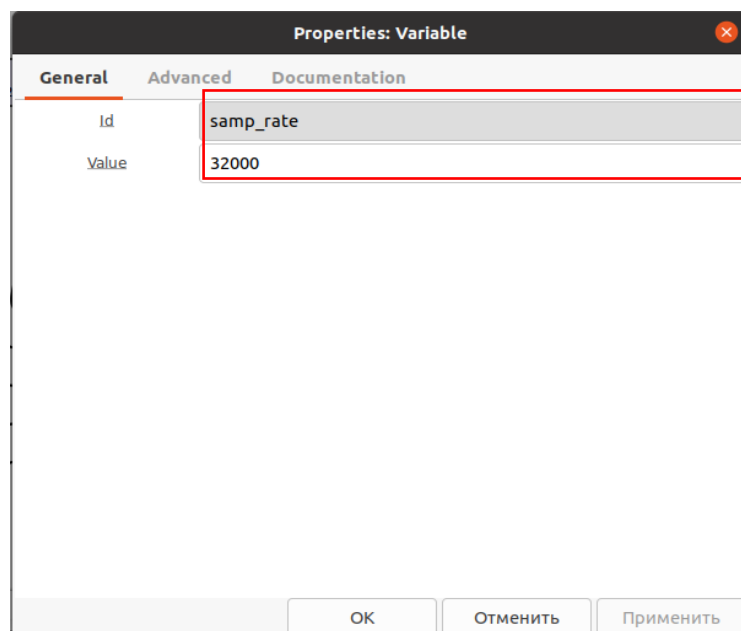 Properties: Variable
General Advanced Documentation
Id samp_rate
Value 32000
OK Отменить Применить